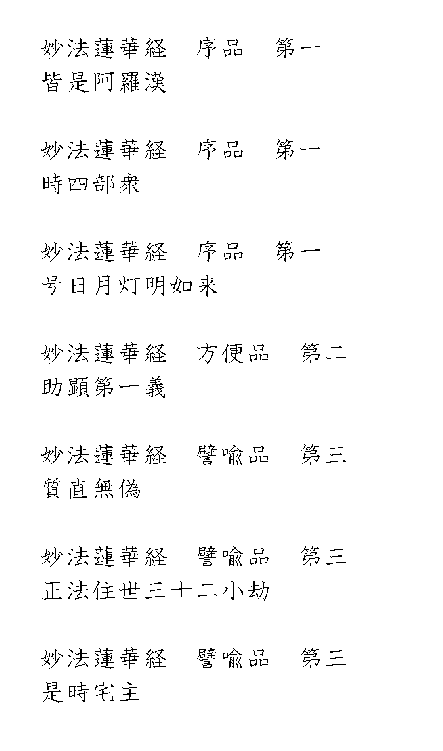 妙法蓮華経　序品　第一
皆是阿羅漢
妙法蓮華経　序品　第一
時四部衆
妙法蓮華経　序品　第一
号日月灯明如来
妙法蓮華経　方便品　第二
助顕第一義
妙法蓮華経　譬喩品　第三
質直無偽
妙法蓮華経　譬喩品　第三
正法住世三十二小劫
妙法蓮華経　譬喩品　第三
是時宅主